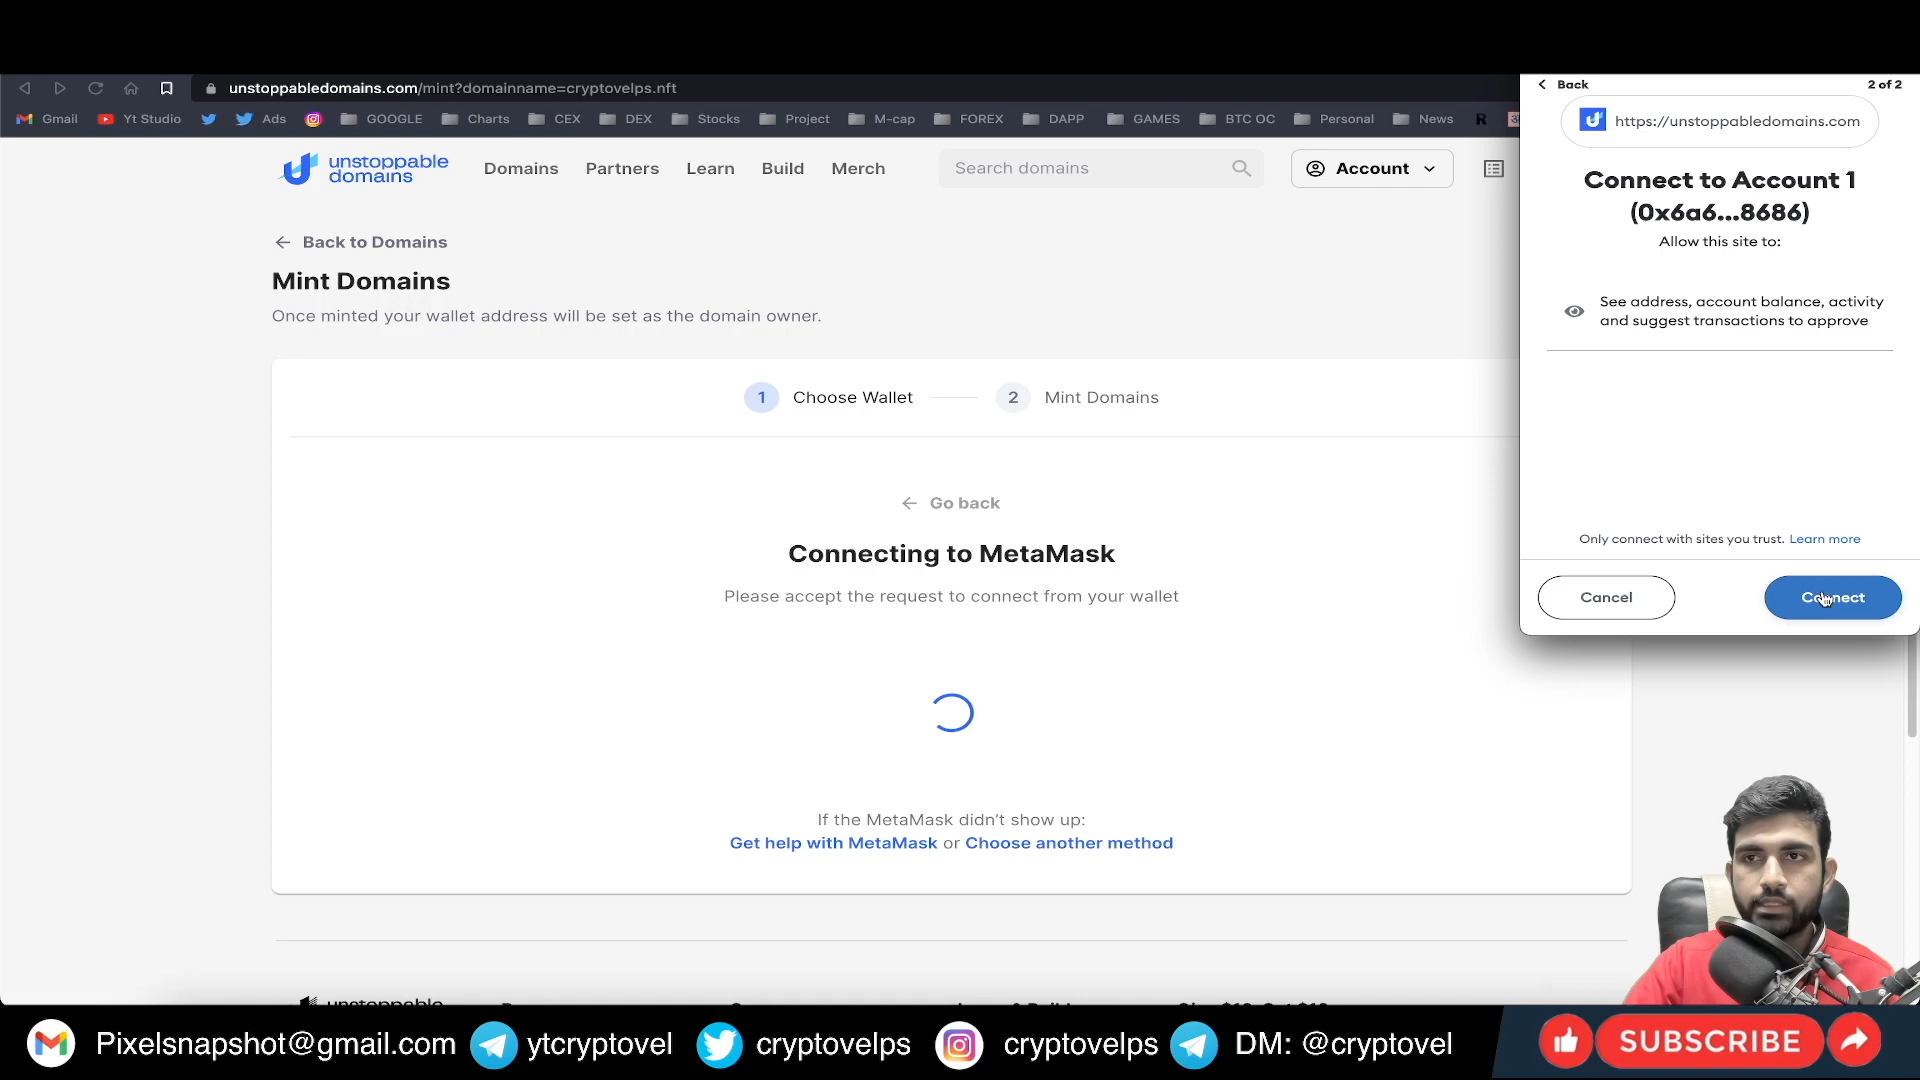 unstoppabledomains.com/mint?domainname=cryptovelps.nft
Gmail Yt Studio Ads GOOGLE Charts CEX DEX Stocks Project M-cap FOREX DAPP GAMES BTC OC Personal News R
unstoppable
domains
Domains Partners Learn Build Merch Search domains Account
Back to Domains
Mint Domains
Once minted your wallet address will be set as the domain owner.
1 Choose Wallet 2 Mint Domains
Go back
Connecting to MetaMask
Please accept the request to connect from your wallet
If the MetaMask didn't show up:
Get help with MetaMask or Choose another method
Back 2 of 2
https://unstoppabledomains.com
Connect to Account 1
(0x6a6...8686)
Allow this site to:
See address, account balance, activity
and suggest transactions to approve
Only connect with sites you trust. Learn more
Cancel Connect
unstoppable
Pixelsnapshot@gmail.com ytcryptovel cryptovelps cryptovelps DM: @cryptovel SUBSCRIBE